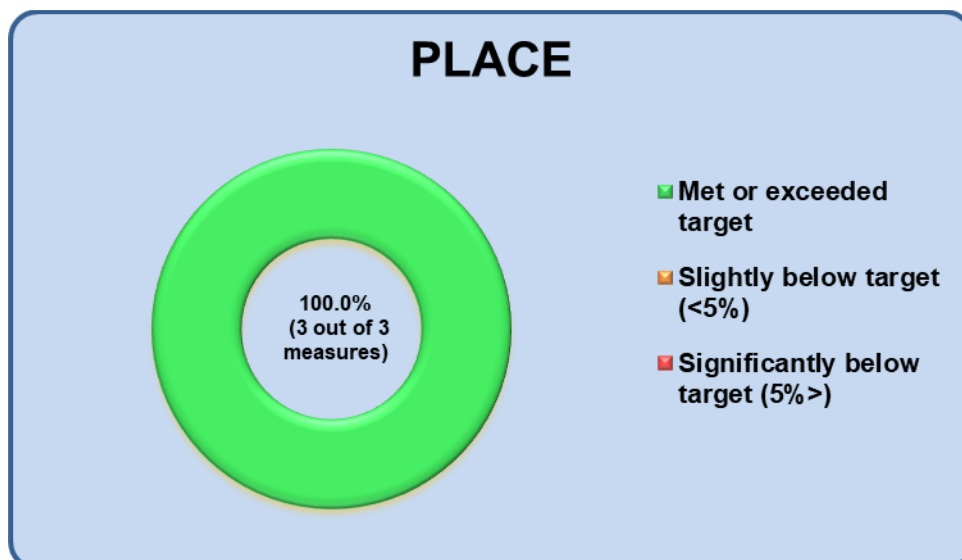 PLACE
100.0%
(3 out of 3
measures)
Met or exceeded
target
Slightly below target
(<5%)
Significantly below
target (5%>)